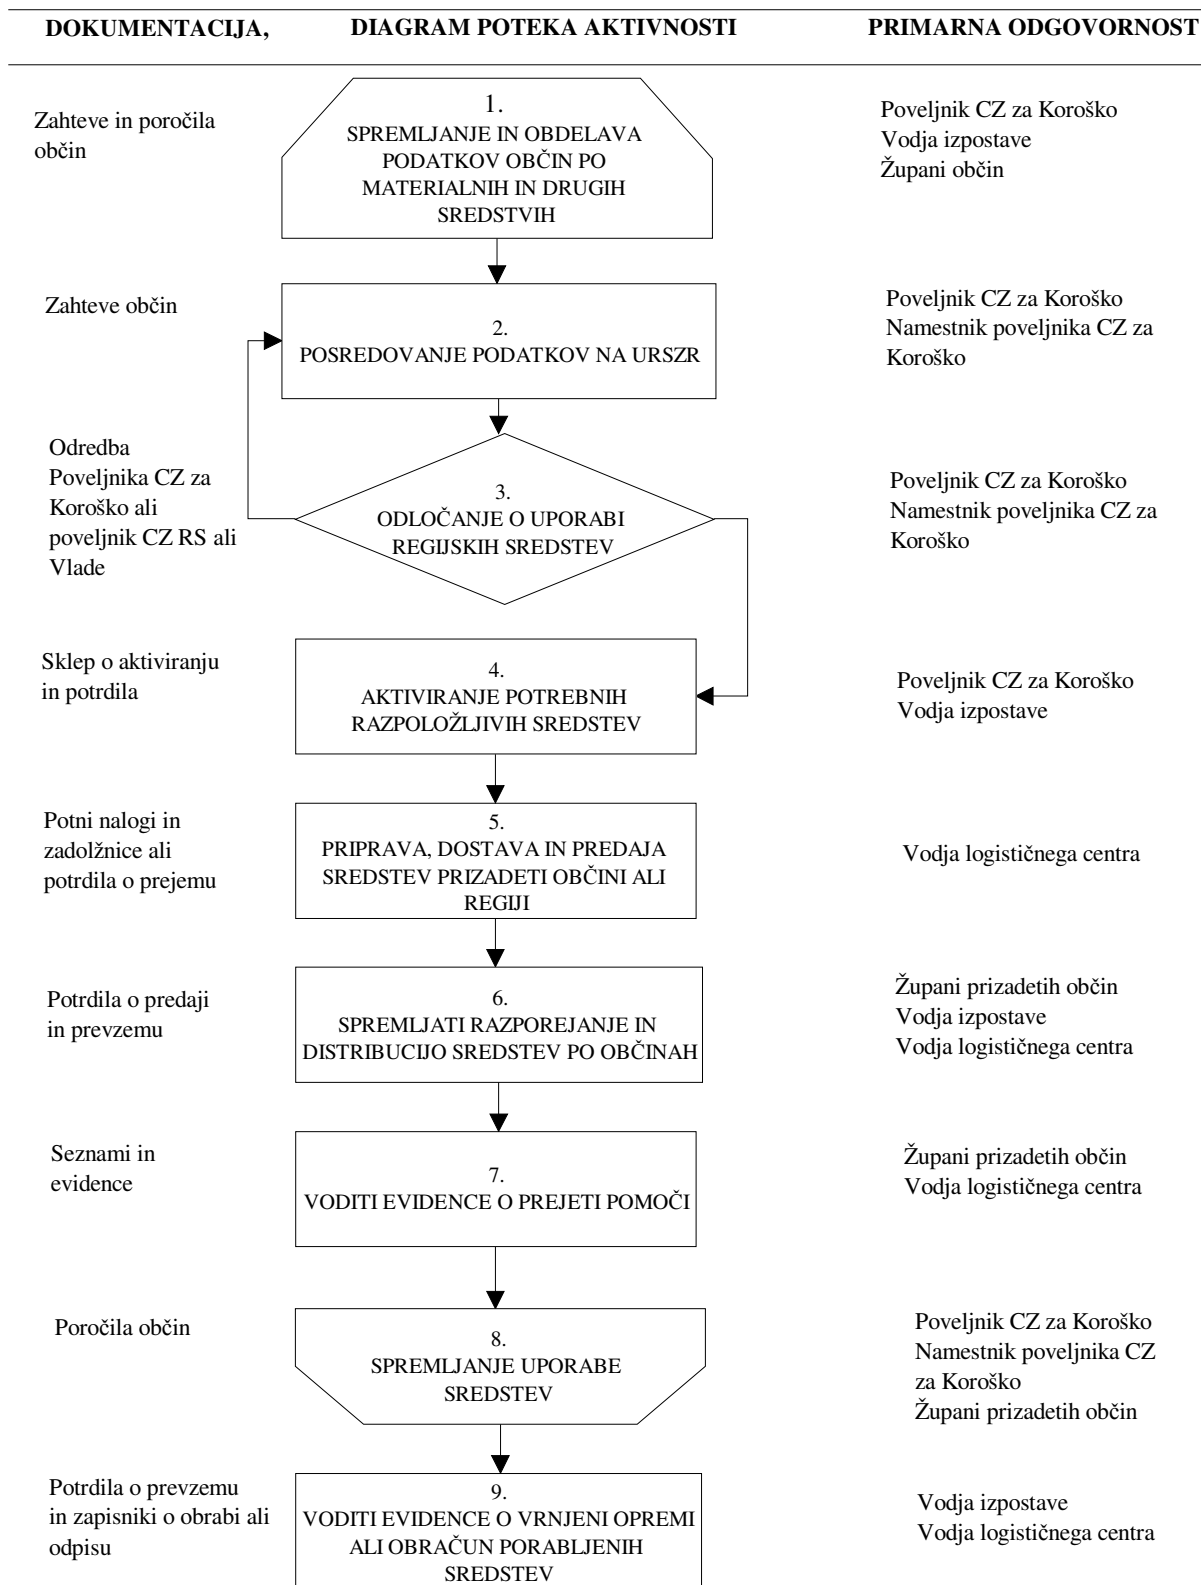 DOKUMENTACIJA,
DIAGRAM POTEKA AKTIVNOSTI
PRIMARNA ODGOVORNOST
Zahteve in poročila
občin
1.
SPREMLJANJE IN OBDELAVA
PODATKOV OBČIN PO
MATERIALNIH IN DRUGIH
SREDSTVIH
Poveljnik CZ za Koroško
Vodja izpostave
Župani občin
Zahteve občin
2.
POSREDOVANJE PODATKOV NA URSZR
Poveljnik CZ za Koroško
Namestnik poveljnika CZ za
Koroško
Odredba
Poveljnika CZ za
Koroško ali
poveljnik CZ RS ali
Vlade
3.
ODLOČANJE O UPORABI
REGIJSKIH SREDSTEV
Poveljnik CZ za Koroško
Namestnik poveljnika CZ za
Koroško
Sklep o aktiviranju
in potrdila
4.
AKTIVIRANJE POTREBNIH
RAZPOLOŽLJIVIH SREDSTEV
Poveljnik CZ za Koroško
Vodja izpostave
Potni nalogi in
zadolžnice ali
potrdila o prejemu
5.
PRIPRAVA, DOSTAVA IN PREDAJA
SREDSTEV PRIZADETI OBČINI ALI
REGIJI
Vodja logističnega centra
Potrdila o predaji
in prevzemu
6.
SPREMLJATI RAZPOREJANJE IN
DISTRIBUCIJO SREDSTEV PO OBČINAH
Župani prizadetih občin
Vodja izpostave
Vodja logističnega centra
Seznami in
evidence
7.
VODITI EVIDENCE O PREJETI POMOČI
Župani prizadetih občin
Vodja logističnega centra
Poročila občin
8.
SPREMLJANJE UPORABE
SREDSTEV
Poveljnik CZ za Koroško
Namestnik poveljnika CZ
za Koroško
Župani prizadetih občin
Potrdila o prevzemu
in zapisniki o obrabi ali
odpisu
9.
VODITI EVIDENCE O VRNJENI OPREMI
ALI OBRAČUN PORABLJENIH
SREDSTEV
Vodja izpostave
Vodja logističnega centra